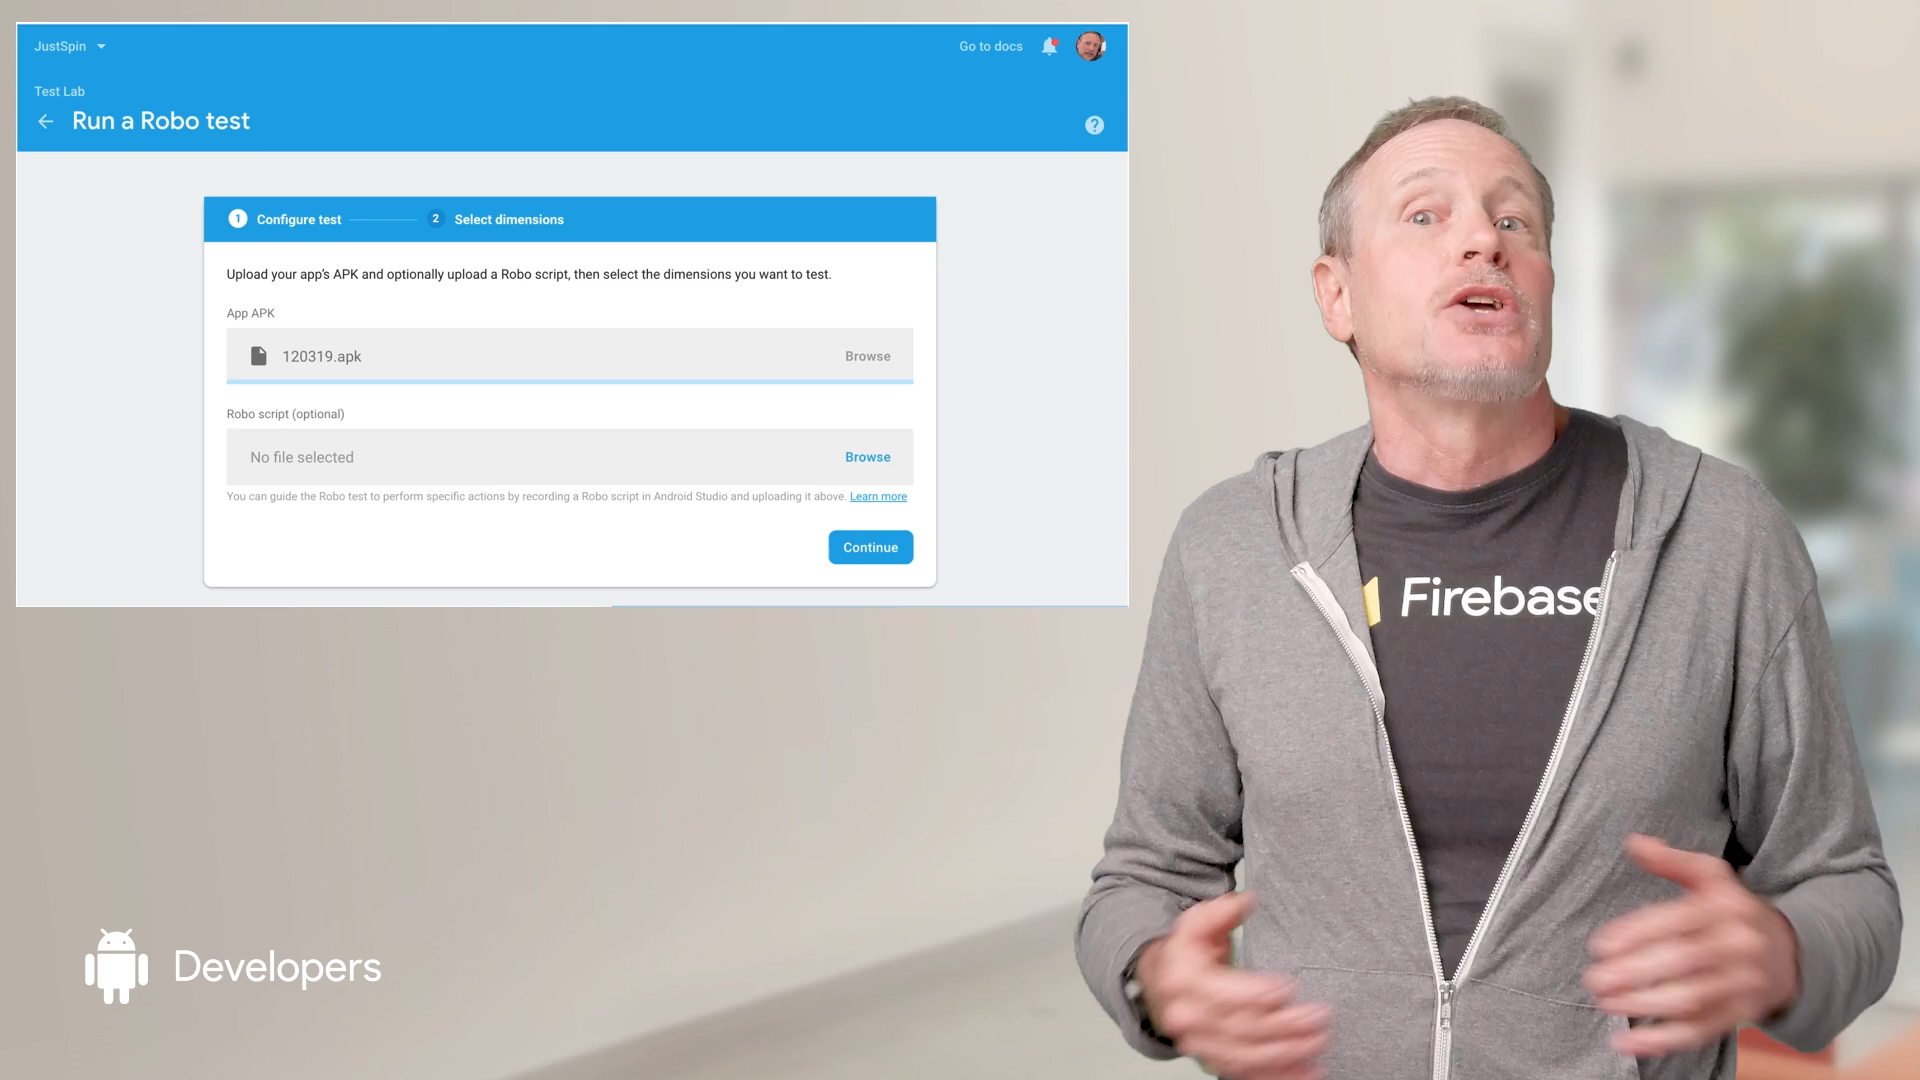 JustSpin
Go to docs
Test Lab
Run a Robo test
1 Configure test
2 Select dimensions
Upload your app's APK and optionally upload a Robo script, then select the dimensions you want to test.
App APK
120319.apk
Browse
Robo script (optional)
No file selected
Browse
You can guide the Robo test to perform specific actions by recording a Robo script in Android Studio and uploading it above. Learn more
Continue
Firebase
Developers